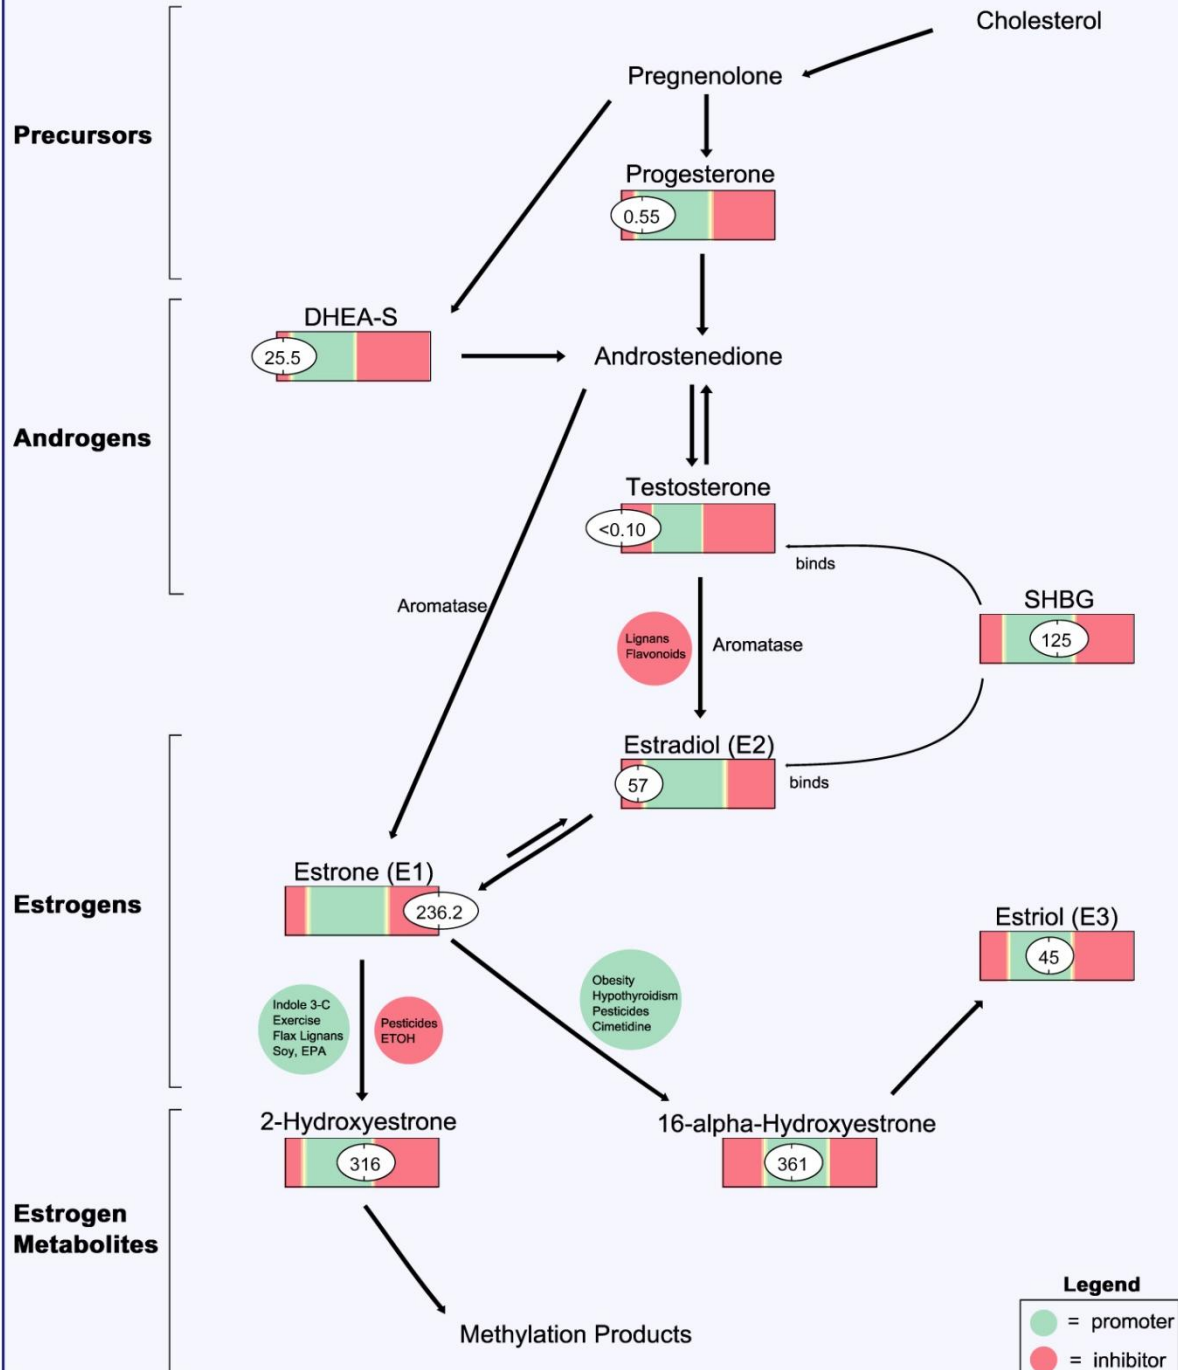 Cholesterol
Pregnenolone
Precursors
Progesterone
0.55
DHEA-S
25.5
Androstenedione
Androgens
Testosterone
<0.10
binds
SHBG
125
Aromatase
Lignans
Flavonoids
Aromatase
Estradiol (E2)
57
binds
Estrone (E1)
236.2
Estrogens
Estriol (E3)
45
Indole 3-C
Exercise
Flax Lignans
Soy, EPA
Pesticides
ETOH
Obesity
Hypothyroidism
Pesticides
Cimetidine
2-Hydroxyestrone
316
16-alpha-Hydroxyestrone
361
Estrogen
Metabolites
Methylation Products
Legend
= promoter
= inhibitor